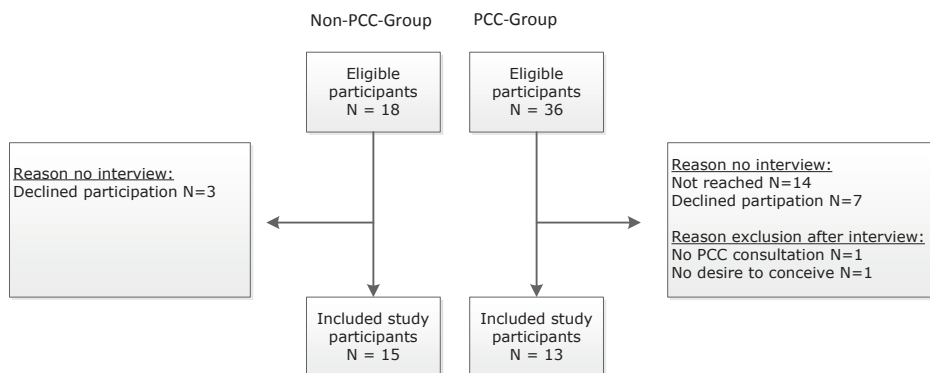 Non-PCC-Group
PCC-Group
Eligible
participants
N = 18
Eligible
participants
N = 36
Reason no interview:
Declined participation N=3
Reason no interview:
Not reached N=14
Declined partipation N=7
Reason exclusion after interview:
No PCC consultation N=1
No desire to conceive N=1
Included study
participants
N = 15
Included study
participants
N = 13